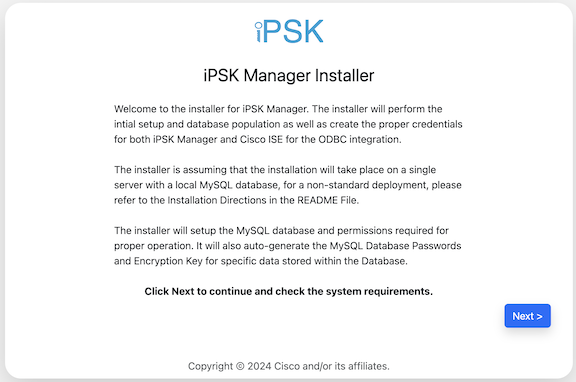 iPSK
iPSK Manager Installer
Welcome to the installer for iPSK Manager. The installer will perform the
intial setup and database population as well as create the proper credentials
for both iPSK Manager and Cisco ISE for the ODBC integration.
The installer is assuming that the installation will take place on a single
server with a local MySQL database, for a non-standard deployment, please
refer to the Installation Directions in the README File.
The installer will setup the MySQL database and permissions required for
proper operation. It will also auto-generate the MySQL Database Passwords
and Encryption Key for specific data stored within the Database.
Click Next to continue and check the system requirements.
Next >
Copyright © 2024 Cisco and/or its affiliates.